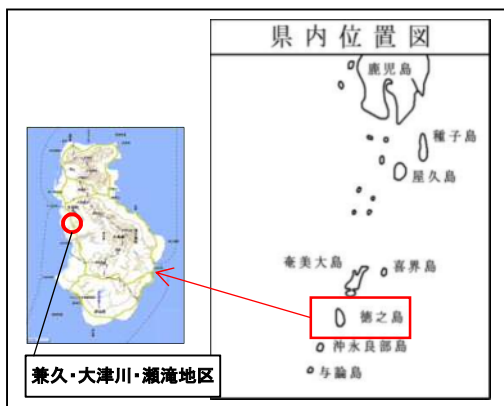 県内位置図
鹿児島
種子島
屋久島
奄美大島
喜界島
徳之島
沖永良部島
与論島
兼久・大津川・瀬滝地区